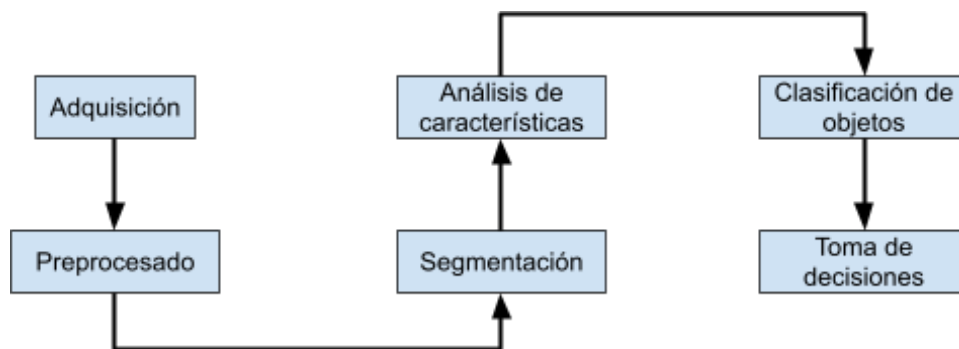 Adquisición
Preprocesado
Segmentación
Análisis de
características
Clasificación de
objetos
Toma de
decisiones